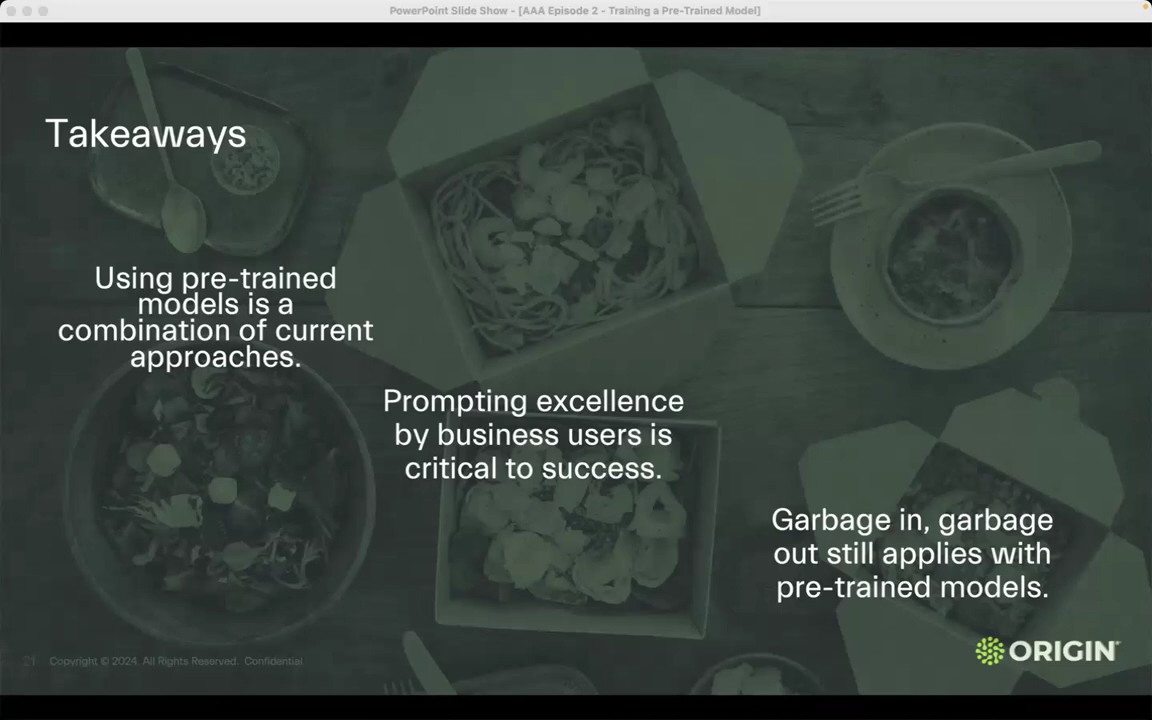 PowerPoint Slide Show - [AAA Episode 2 - Training a Pre-Trained Model]
Takeaways
Using pre-trained
models is a
combination of current
approaches.
Prompting excellence
by business users is
critical to success.
Garbage in, garbage
out still applies with
pre-trained models.
21 Copyright © 2024. All Rights Reserved. Confidential
ORIGIN